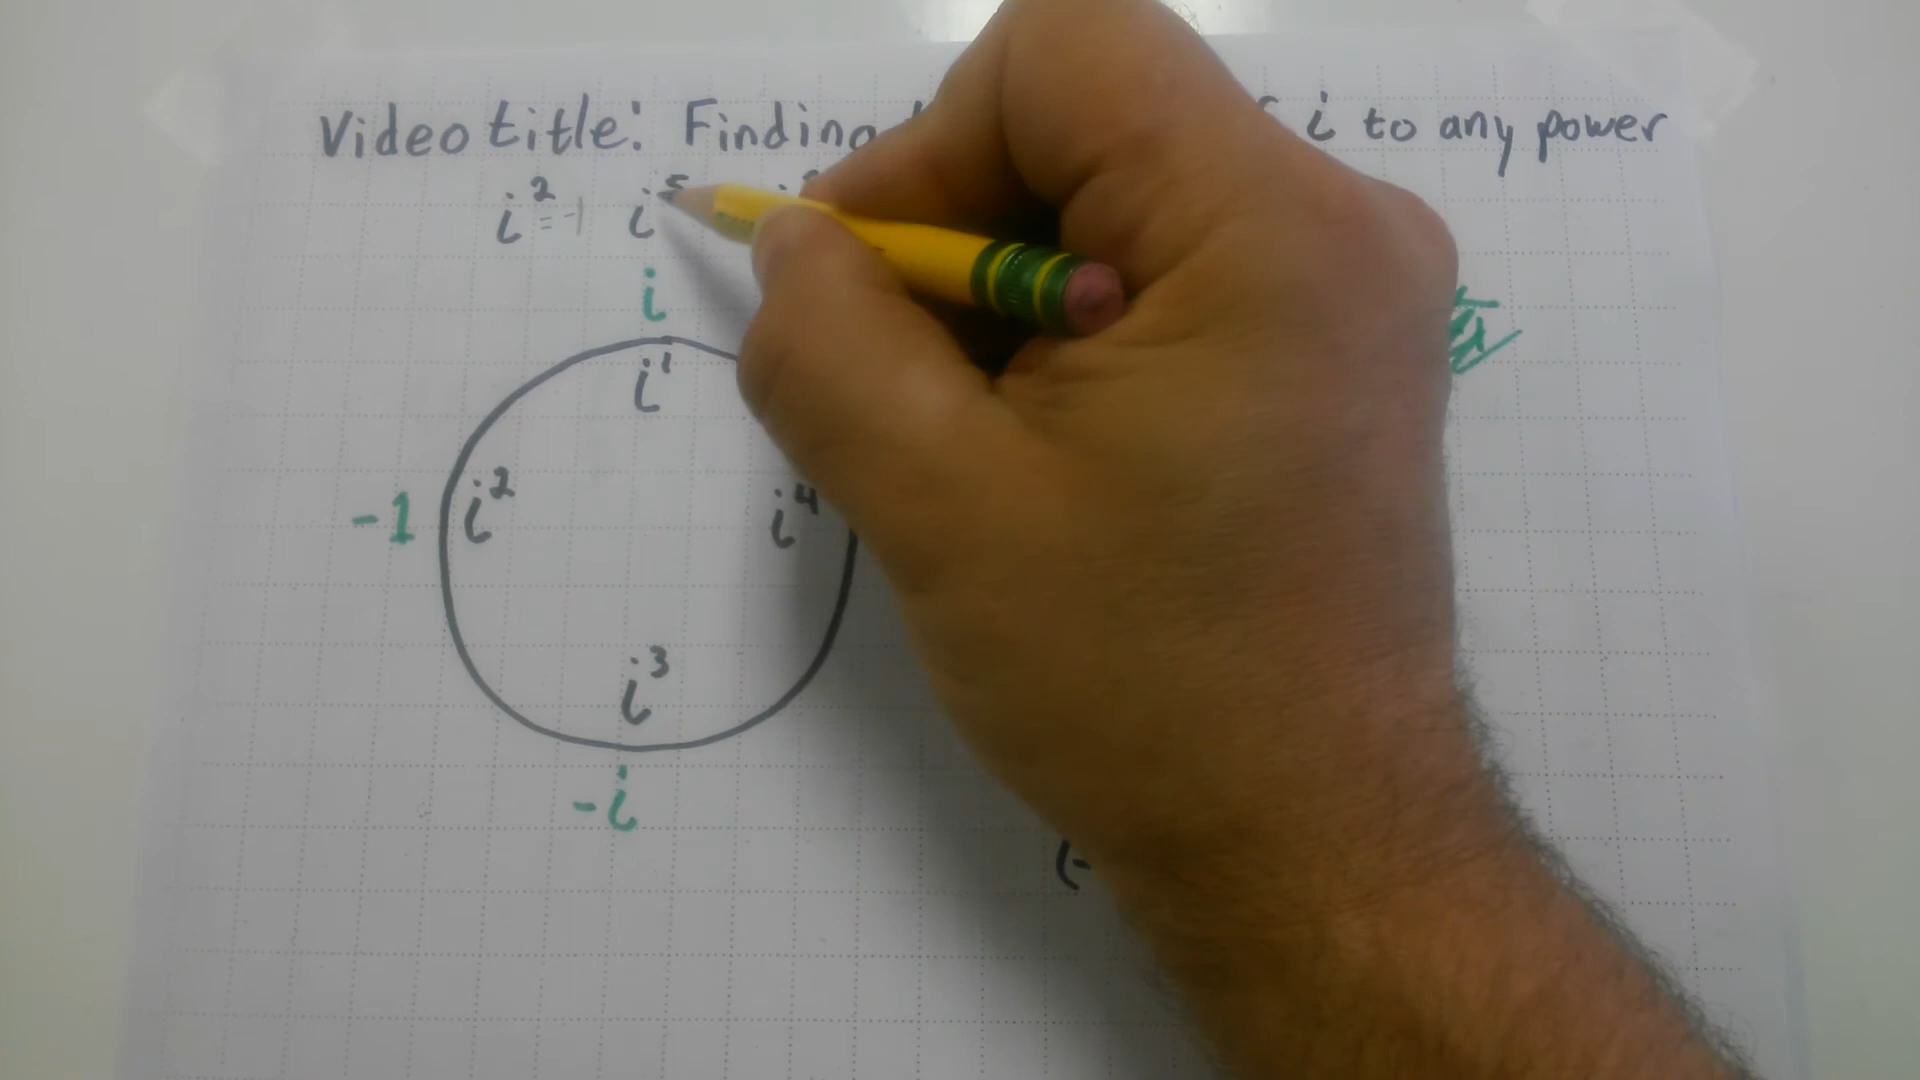 Video title: Finding i to any power
i² = -1 i⁵
i
i¹
-1 i² i⁴
i³
-i
(-